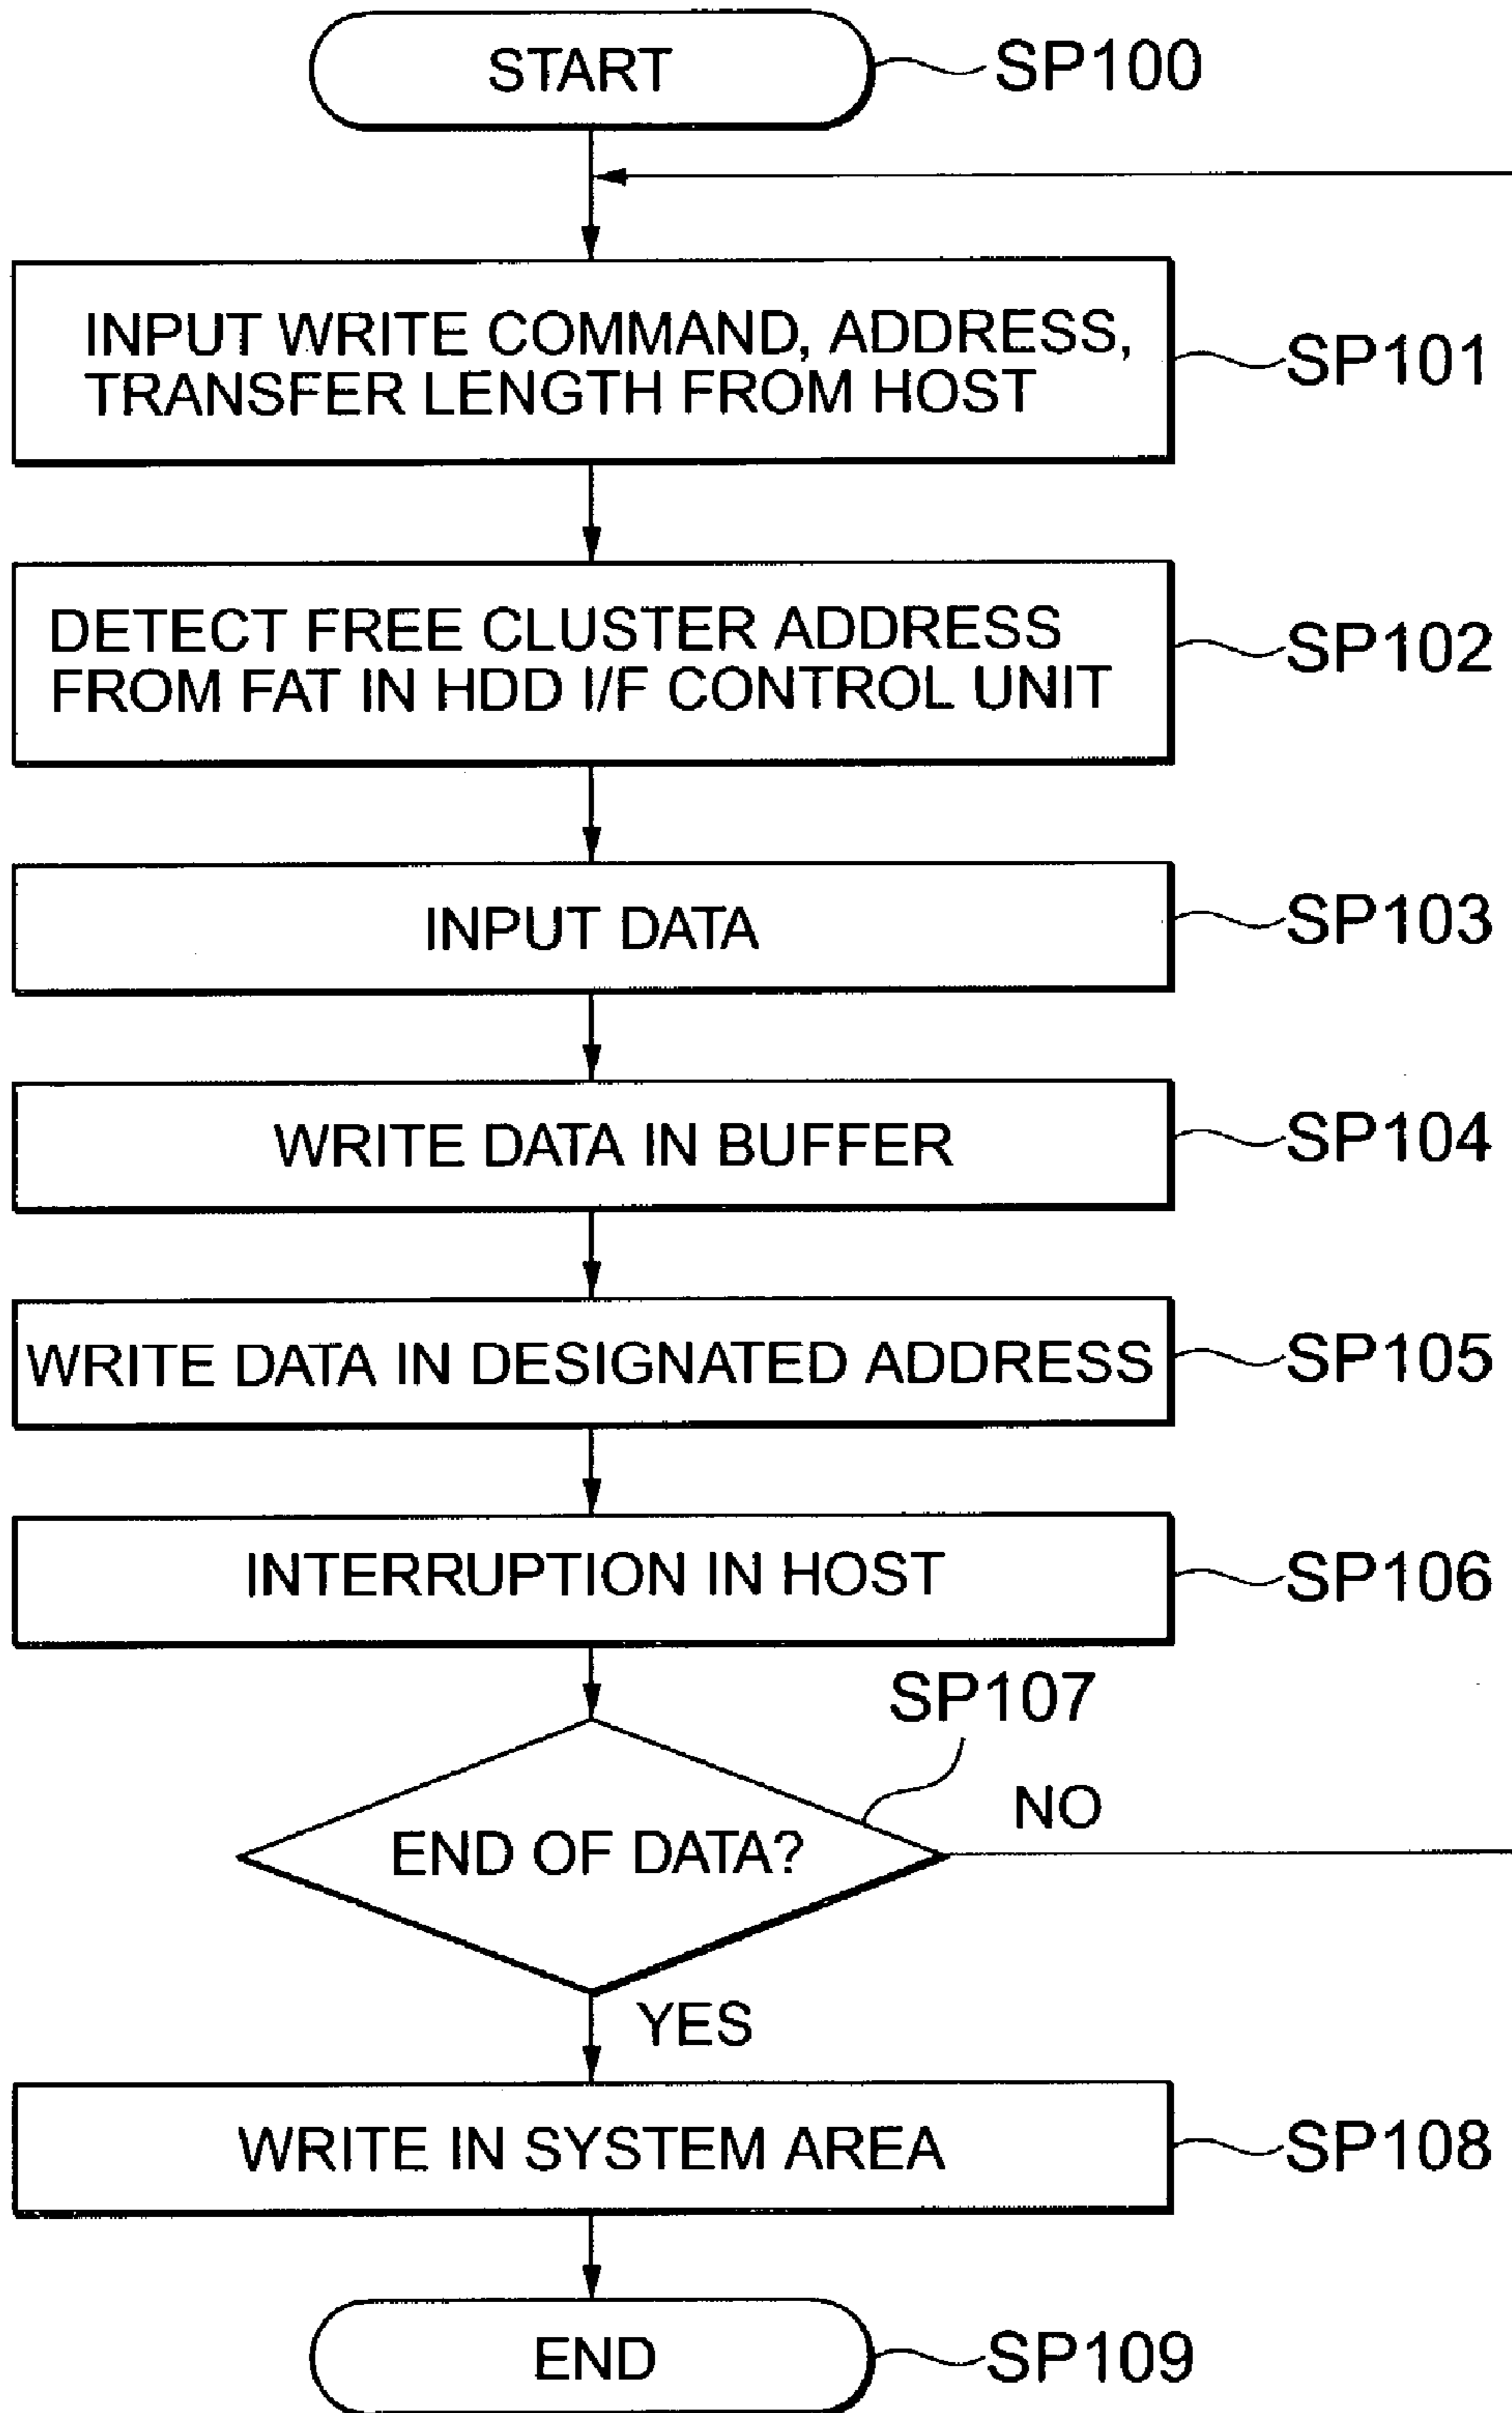 START
SP100
INPUT WRITE COMMAND, ADDRESS,
TRANSFER LENGTH FROM HOST
SP101
DETECT FREE CLUSTER ADDRESS
FROM FAT IN HDD I/F CONTROL UNIT
SP102
INPUT DATA
SP103
WRITE DATA IN BUFFER
SP104
WRITE DATA IN DESIGNATED ADDRESS
SP105
INTERRUPTION IN HOST
SP106
SP107
NO
END OF DATA?
YES
WRITE IN SYSTEM AREA
SP108
END
SP109